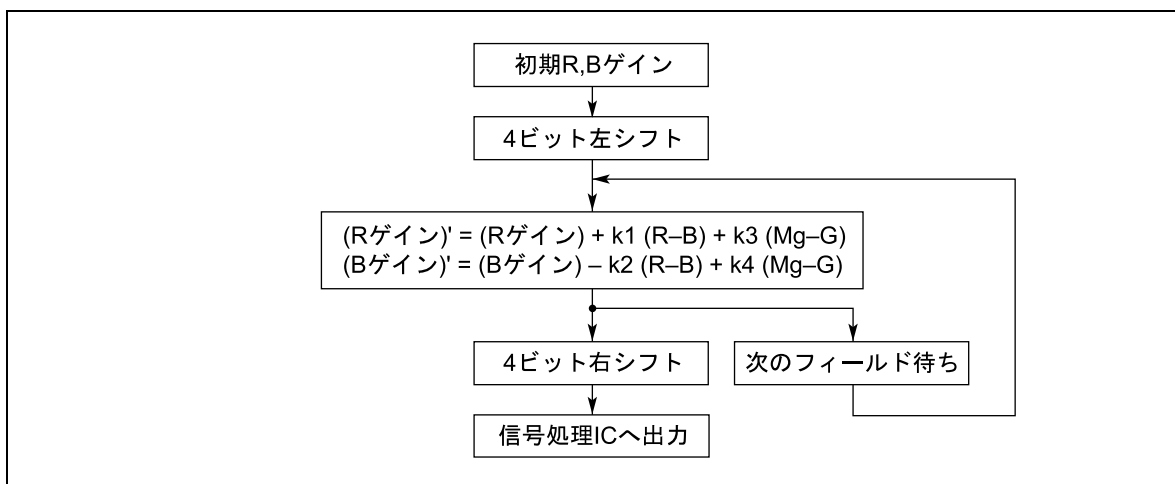 初期R,Bゲイン
4ビット左シフト
(Rゲイン)' = (Rゲイン) + k1 (R–B) + k3 (Mg–G)
(Bゲイン)' = (Bゲイン) – k2 (R–B) + k4 (Mg–G)
4ビット右シフト
次のフィールド待ち
信号処理ICへ出力